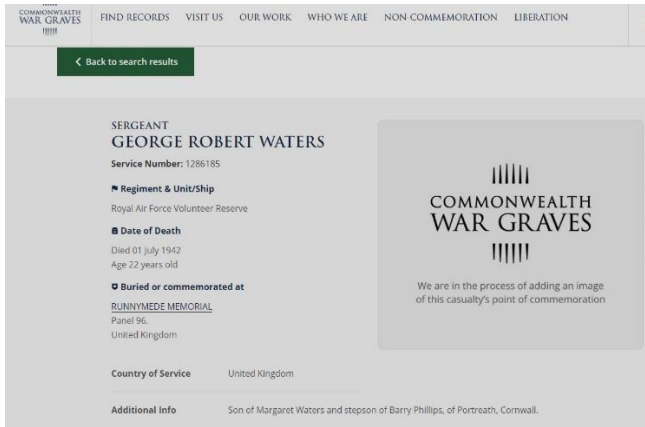 COMMONWEALTH
WAR GRAVES
FIND RECORDS VISIT US OUR WORK WHO WE ARE NON-COMMEMORATION LIBERATION
Back to search results
SERGEANT
GEORGE ROBERT WATERS
Service Number: 1286185
Regiment & Unit/Ship
Royal Air Force Volunteer Reserve
Date of Death
Died 01 July 1942
Age 22 years old
Buried or commemorated at
RUNNYMEDE MEMORIAL
Panel 96.
United Kingdom
COMMONWEALTH
WAR GRAVES
We are in the process of adding an image
of this casualty's point of commemoration
Country of Service United Kingdom
Additional Info Son of Margaret Waters and stepson of Barry Phillips, of Portreath, Cornwall.